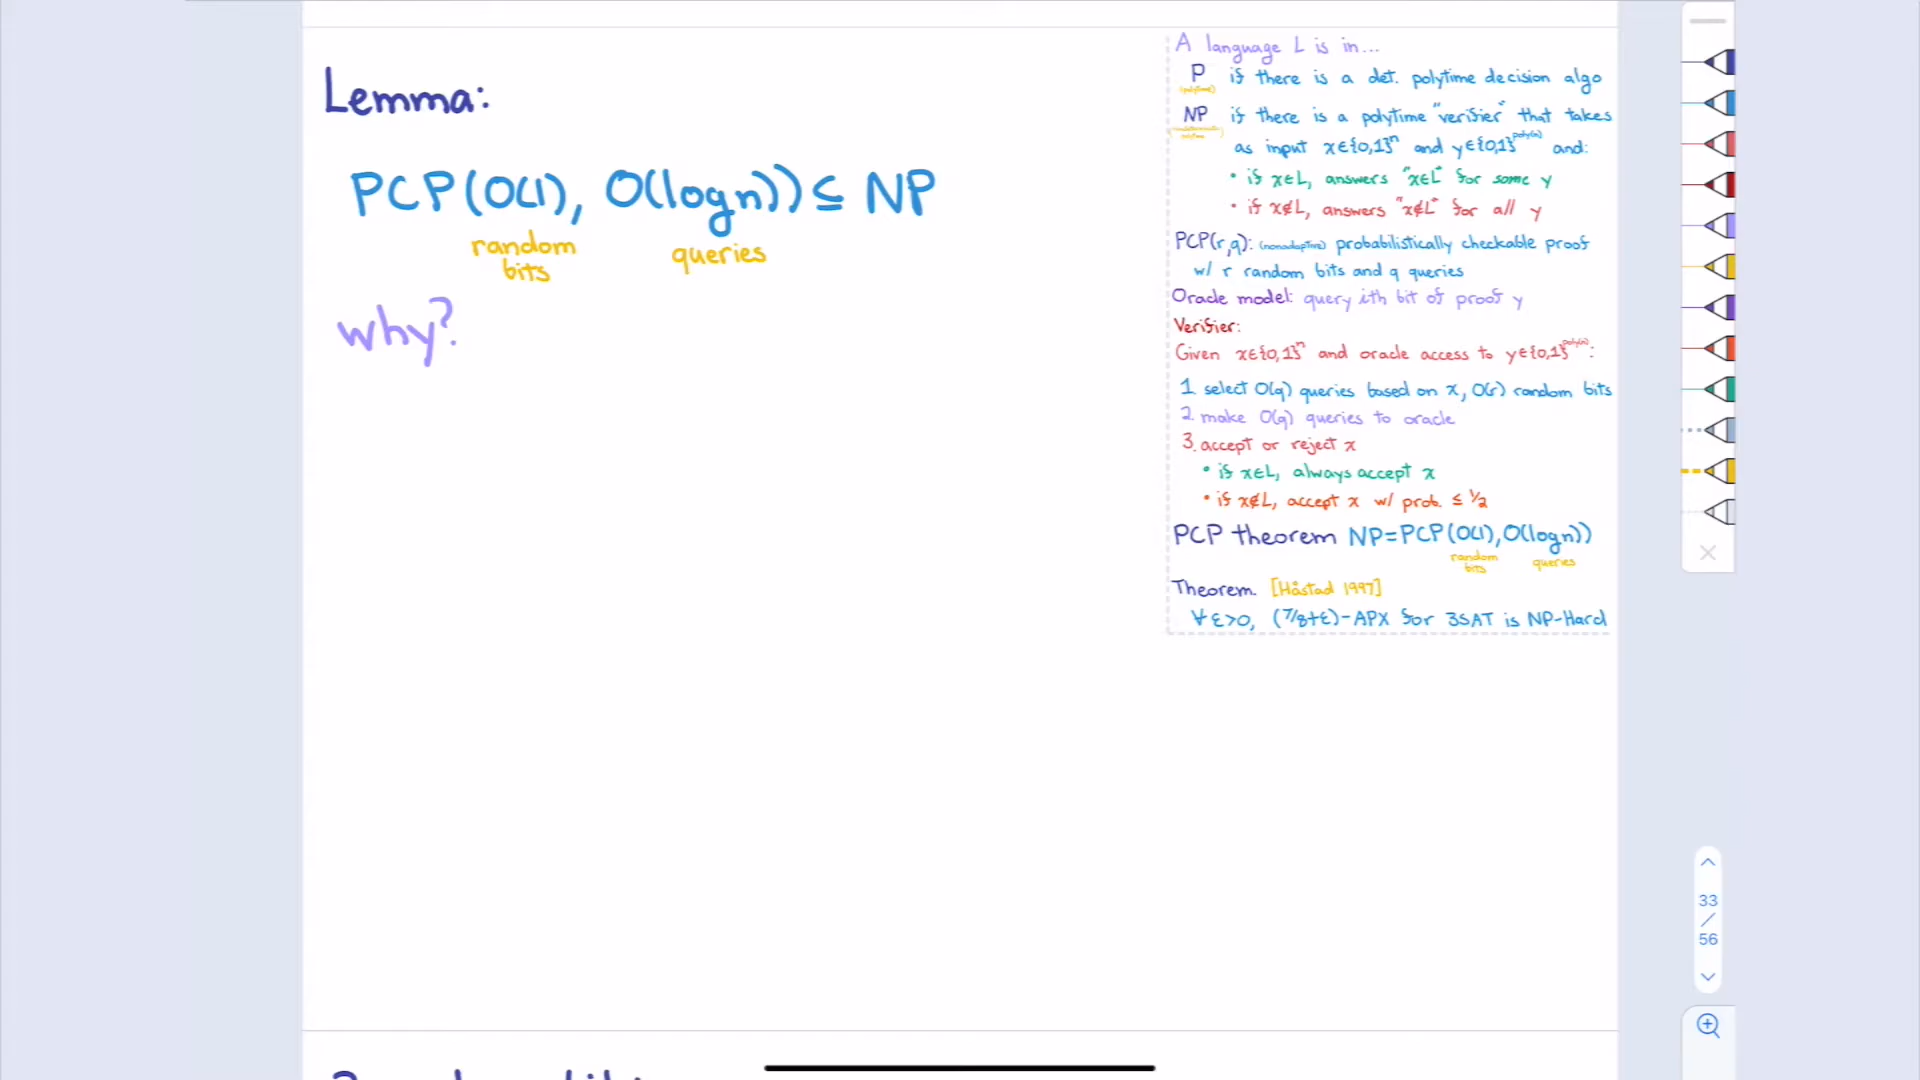 Lemma:
PCP(O(1), O(logn)) ≤ NP
random bits
queries
why?
A language L is in...
P if there is a det. polytime decision algo
(polytime)
NP if there is a polytime "verifier" that takes
as input x∈{0,1}ⁿ and y∈{0,1}^poly(n) and:
• if x∈L, answers "x∈L" for some y
• if x∉L, answers "x∉L" for all y
PCP(r,q): (nonadaptive) probabilistically checkable proof
w/ r random bits and q queries
Oracle model: query ith bit of proof y
Verifier:
Given x∈{0,1}ⁿ and oracle access to y∈{0,1}^poly(n):
1. select O(q) queries based on x, O(r) random bits
2. make O(q) queries to oracle
3. accept or reject x
• if x∈L, always accept x
• if x∉L, accept x w/ prob. ≤ 1/2
PCP theorem NP=PCP(O(1),O(logn))
random bits
queries
Theorem. [Håstad 1997]
∀ε>0, (7/8+ε)-APX for 3SAT is NP-Hard
33
/
56